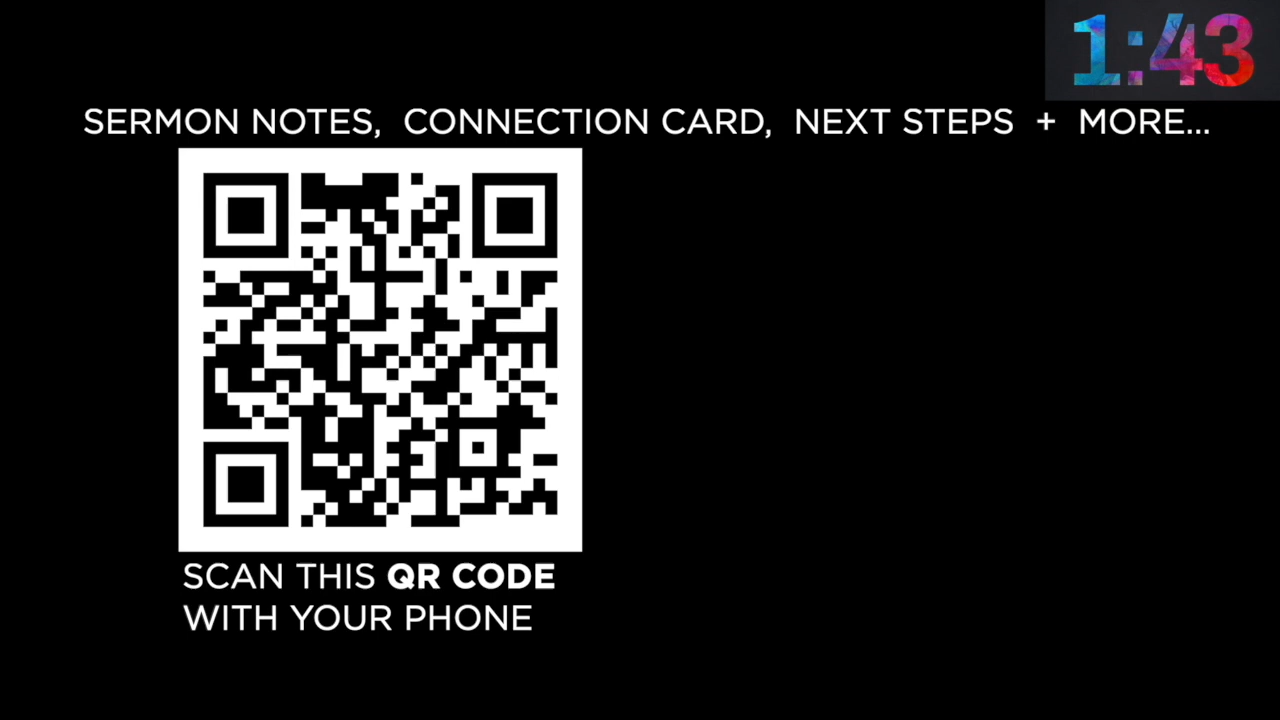 1:43
SERMON NOTES, CONNECTION CARD, NEXT STEPS + MORE...
SCAN THIS QR CODE
WITH YOUR PHONE